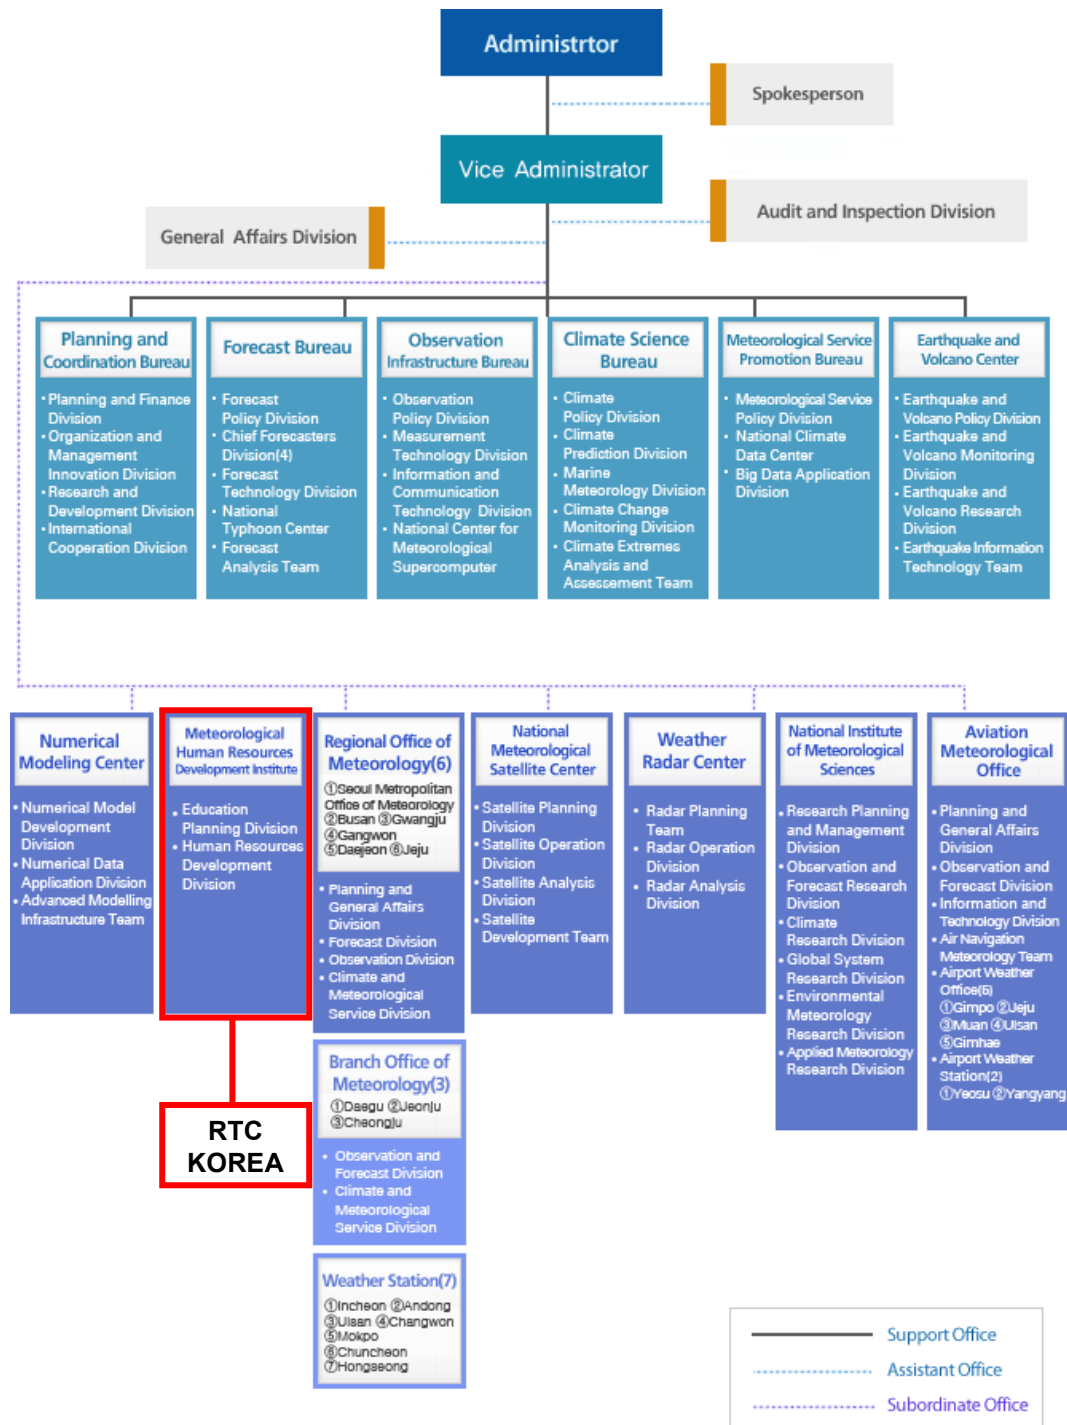 Administrtor
Spokesperson
Vice Administrator
Audit and Inspection Division
General Affairs Division
Planning and
Coordination Bureau
• Planning and Finance
Division
• Organization and
Management
Innovation Division
• Research and
Development Division
• International
Cooperation Division
Forecast Bureau
• Forecast
Policy Division
• Chief Forecasters
Division(4)
• Forecast
Technology Division
• National
Typhoon Center
• Forecast
Analysis Team
Observation
Infrastructure Bureau
• Observation
Policy Division
• Measurement
Technology Division
• Information and
Communication
Technology Division
• National Center for
Meteorological
Supercomputer
Climate Science
Bureau
• Climate
Policy Division
• Climate
Prediction Division
• Marine
Meteorology Division
• Climate Change
Monitoring Division
• Climate Extremes
Analysis and
Assessement Team
Meteorological Service
Promotion Bureau
• Meteorological Service
Policy Division
• National Climate
Data Center
• Big Data Application
Division
Earthquake and
Volcano Center
• Earthquake and
Volcano Policy Division
• Earthquake and
Volcano Monitoring
Division
• Earthquake and
Volcano Research
Division
• Earthquake Information
Technology Team
Numerical
Modeling Center
• Numerical Model
Development
Division
• Numerical Data
Application Division
• Advanced Modelling
Infrastructure Team
Meteorological
Human Resources
Development Institute
• Education
Planning Division
• Human Resources
Development
Division
RTC
KOREA
Regional Office of
Meteorology(6)
①Seoul Metropolitan
Office of Meteorology
②Busan ③Gwangju
④Gangwon
⑤Daejeon ⑥Jeju
• Planning and
General Affairs
Division
• Forecast Division
• Observation Division
• Climate and
Meteorological
Service Division
Branch Office of
Meteorology(3)
①Daegu ②Jeonju
③Cheongju
• Observation and
Forecast Division
• Climate and
Meteorological
Service Division
Weather Station(7)
①Incheon ②Andong
③Ulsan ④Changwon
⑤Mokpo
⑥Chuncheon
⑦Hongseong
National
Meteorological
Satellite Center
• Satellite Planning
Division
• Satellite Operation
Division
• Satellite Analysis
Division
• Satellite
Development Team
Weather
Radar Center
• Radar Planning
Team
• Radar Operation
Division
• Radar Analysis
Division
National Institute
of Meteorological
Sciences
• Research Planning
and Management
Division
• Observation and
Forecast Research
Division
• Climate
Research Division
• Global System
Research Division
• Environmental
Meteorology
Research Division
• Applied Meteorology
Research Division
Aviation
Meteorological
Office
• Planning and
General Affairs
Division
• Observation and
Forecast Division
• Information and
Technology Division
• Air Navigation
Meteorology Team
• Airport Weather
Office(5)
①Gimpo ②Jeju
③Muan ④Ulsan
⑤Gimhae
• Airport Weather
Station(2)
①Yeosu ②Yangyang
Support Office
Assistant Office
Subordinate Office